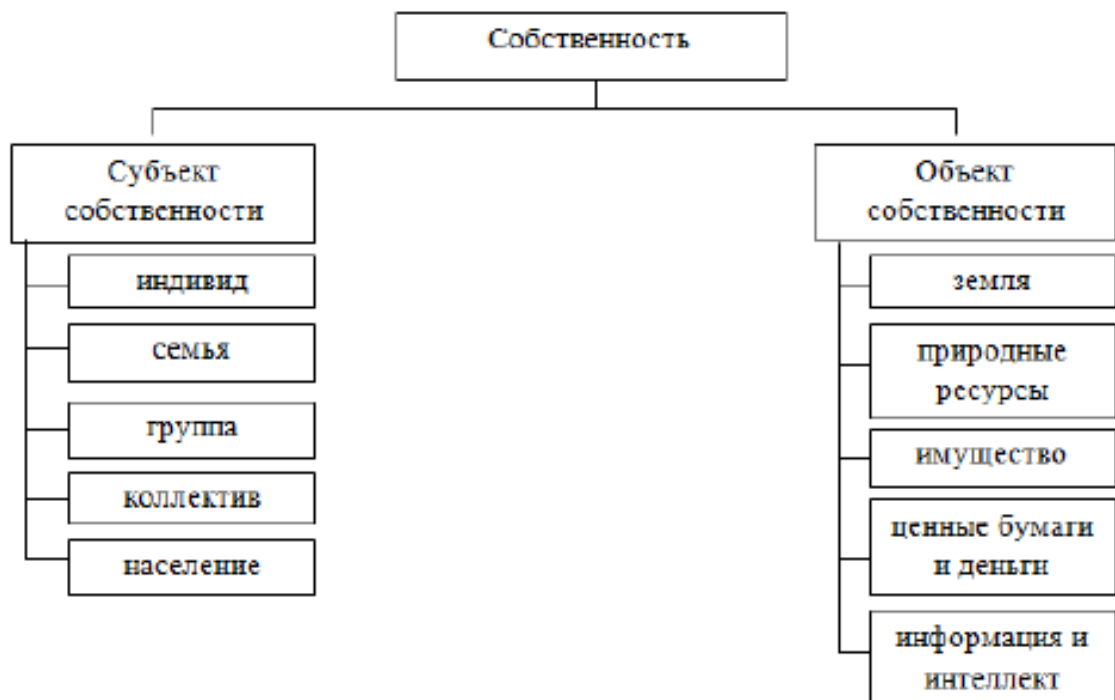 Собственность
Субъект
собственности
индивид
семья
группа
коллектив
население
Объект
собственности
земля
природные
ресурсы
имущество
ценные бумаги
и деньги
информация и
интеллект